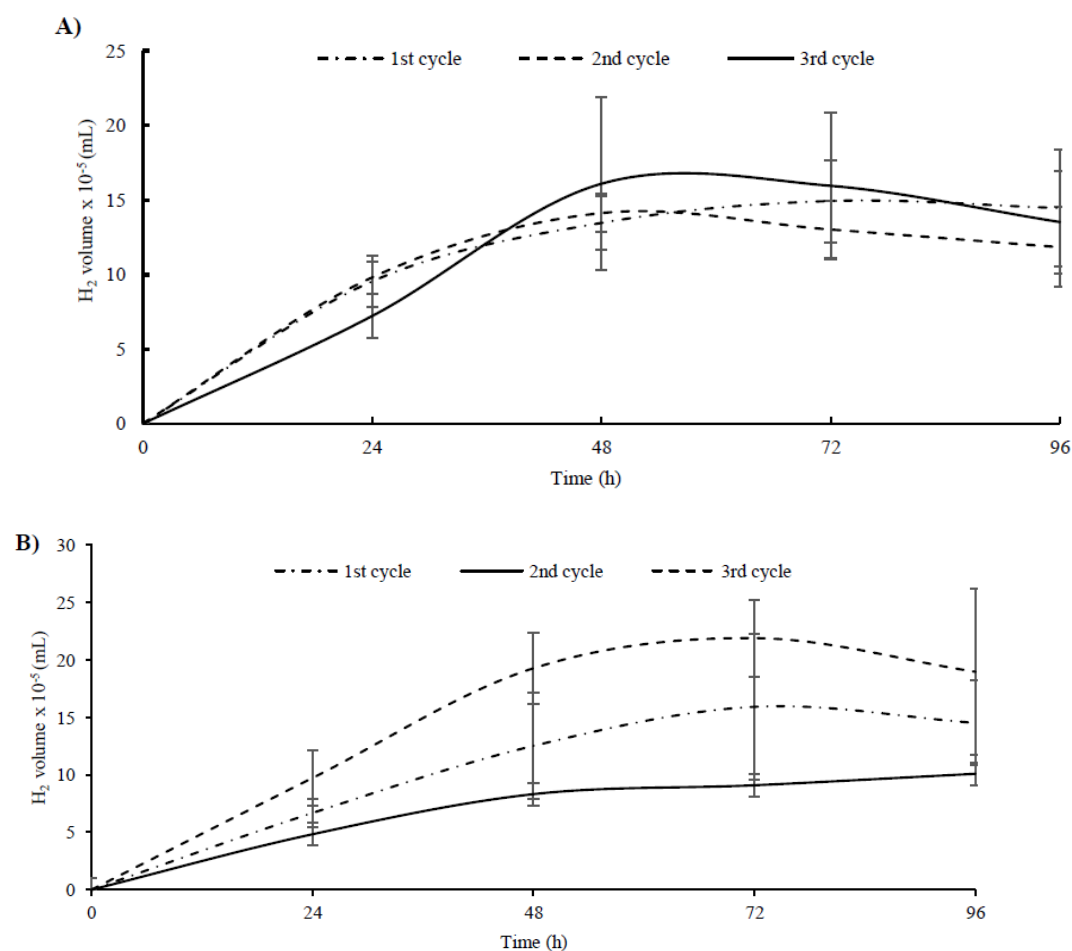 A)
25
20
15
10
5
0
H₂ volume x 10⁻⁵ (mL)
1st cycle 2nd cycle 3rd cycle
0 24 48 72 96
Time (h)
B)
30
25
20
15
10
5
0
H₂ volume x 10⁻⁵ (mL)
1st cycle 2nd cycle 3rd cycle
0 24 48 72 96
Time (h)